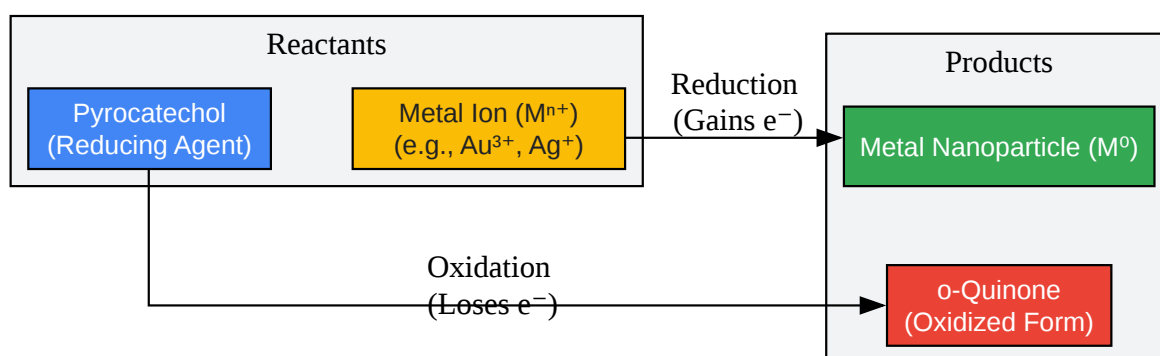 Reactants
Pyrocatechol
(Reducing Agent)
Metal Ion (Mⁿ⁺)
(e.g., Au³⁺, Ag⁺)
Reduction
(Gains e⁻)
Products
Metal Nanoparticle (M⁰)
Oxidation
(Loses e⁻)
o-Quinone
(Oxidized Form)